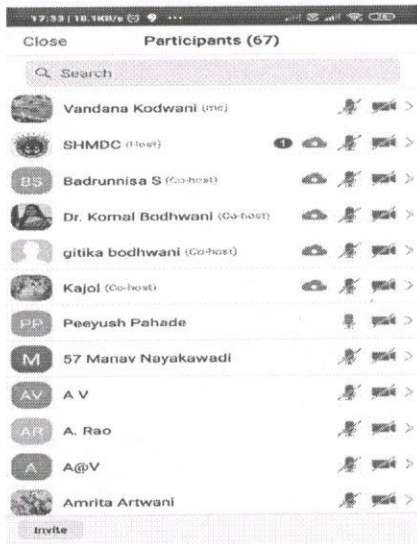 17:33 | 18.1KB/s
Close Participants (67)
Search
Vandana Kodwani (me)
SHMDC (Host) 1
BS Badrunnisa S (Co-host)
Dr. Komal Bodhwani (Co-host)
gitika bodhwani (Co-host)
Kajol (Co-host)
PP Peeyush Pahade
M 57 Manav Nayakawadi
AV A V
AR A. Rao
A A@V
Amrita Artwani
Invite